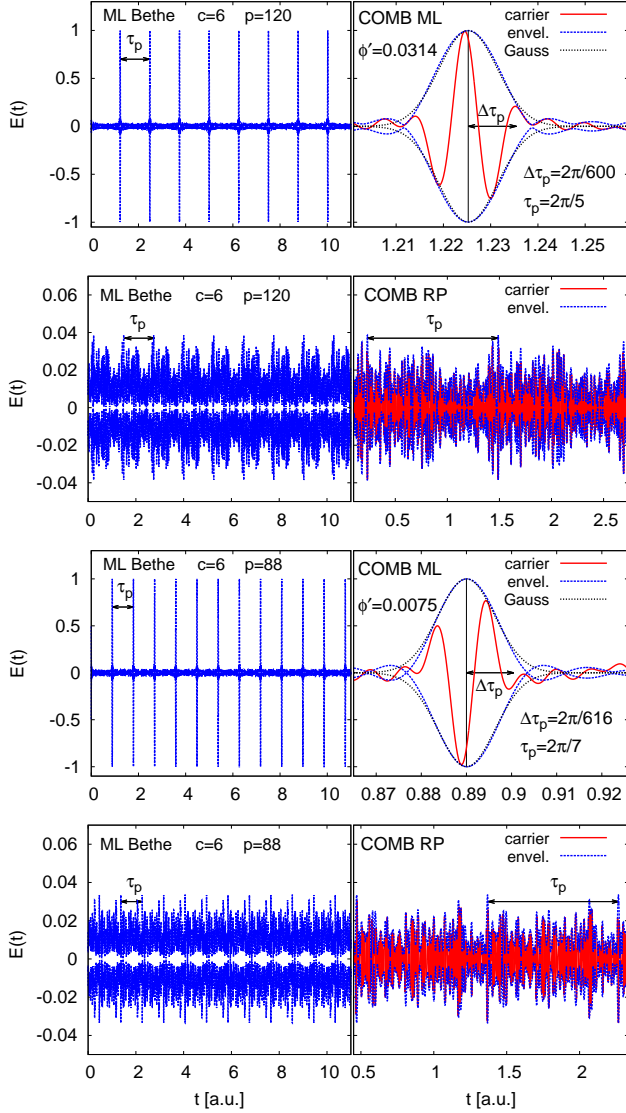 ML Bethe c=6 p=120
τp
E(t)
1
0.5
0
-0.5
-1
0 2 4 6 8 10
COMB ML
carrier
envel.
Gauss
ϕ′=0.0314
Δτp
Δτp=2π/600
τp=2π/5
1.21 1.22 1.23 1.24 1.25
ML Bethe c=6 p=120
τp
E(t)
0.06
0.04
0.02
0
-0.02
-0.04
0 2 4 6 8 10
COMB RP
carrier
envel.
τp
0.5 1 1.5 2 2.5
ML Bethe c=6 p=88
τp
E(t)
1
0.5
0
-0.5
-1
0 2 4 6 8 10
COMB ML
carrier
envel.
Gauss
ϕ′=0.0075
Δτp
Δτp=2π/616
τp=2π/7
0.87 0.88 0.89 0.9 0.91 0.92
ML Bethe c=6 p=88
τp
E(t)
0.06
0.04
0.02
0
-0.02
-0.04
0 2 4 6 8 10
t [a.u.]
COMB RP
carrier
envel.
τp
0.5 1 1.5 2
t [a.u.]